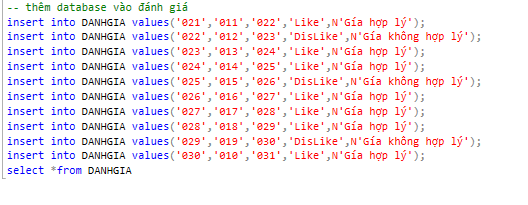 -- thêm database vào đánh giá
insert into DANHGIA values('021','011','022','Like',N'Gía hợp lý');
insert into DANHGIA values('022','012','023','DisLike',N'Gía không hợp lý');
insert into DANHGIA values('023','013','024','Like',N'Gía hợp lý');
insert into DANHGIA values('024','014','025','Like',N'Gía hợp lý');
insert into DANHGIA values('025','015','026','DisLike',N'Gía không hợp lý');
insert into DANHGIA values('026','016','027','Like',N'Gía hợp lý');
insert into DANHGIA values('027','017','028','Like',N'Gía hợp lý');
insert into DANHGIA values('028','018','029','Like',N'Gía hợp lý');
insert into DANHGIA values('029','019','030','DisLike',N'Gía không hợp lý');
insert into DANHGIA values('030','010','031','Like',N'Gía hợp lý');
select *from DANHGIA